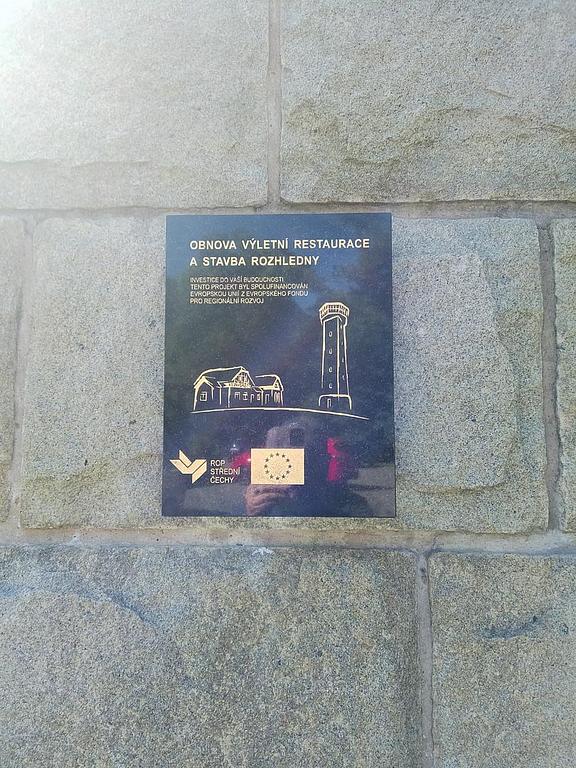 OBNOVA VÝLETNÍ RESTAURACE
A STAVBA ROZHLEDNY
INVESTICE DO VAŠÍ BUDOUCNOSTI
TENTO PROJEKT BYL SPOLUFINANCOVÁN
EVROPSKOU UNIÍ Z EVROPSKÉHO FONDU
PRO REGIONÁLNÍ ROZVOJ
ROP
STŘEDNÍ
ČECHY